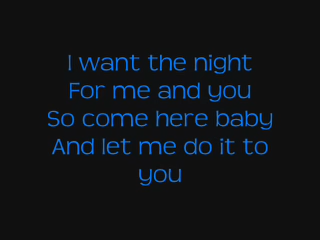 I want the night
For me and you
So come here baby
And let me do it to
you